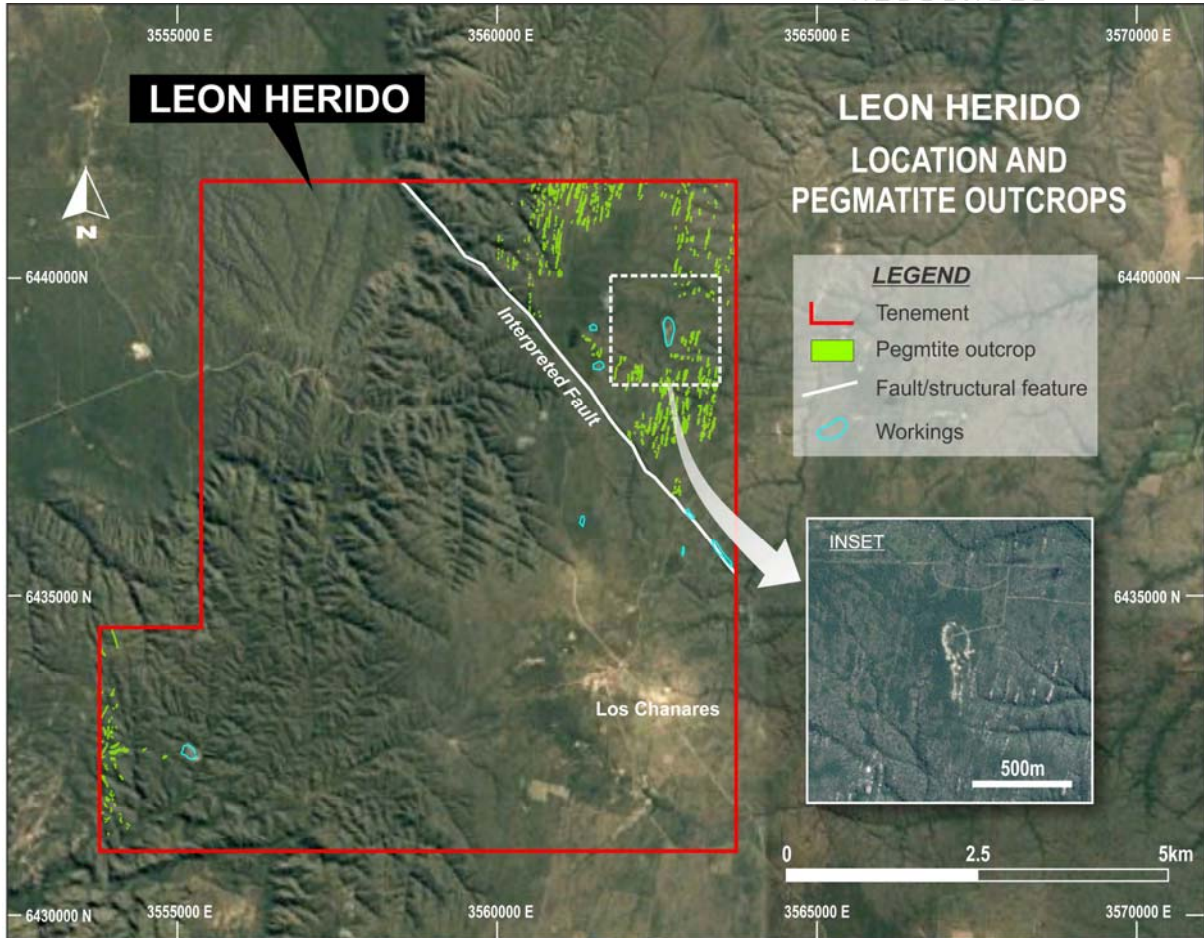 3555000 E 3560000 E 3565000 E 3570000 E
LEON HERIDO
LEON HERIDO
LOCATION AND
PEGMATITE OUTCROPS
N
6440000N
6440000N
LEGEND
Tenement
Pegmtite outcrop
Fault/structural feature
Workings
Interpreted Fault
INSET
500m
6435000 N
6435000 N
Los Chanares
0 2.5 5km
6430000 N
3555000 E 3560000 E 3565000 E 3570000 E